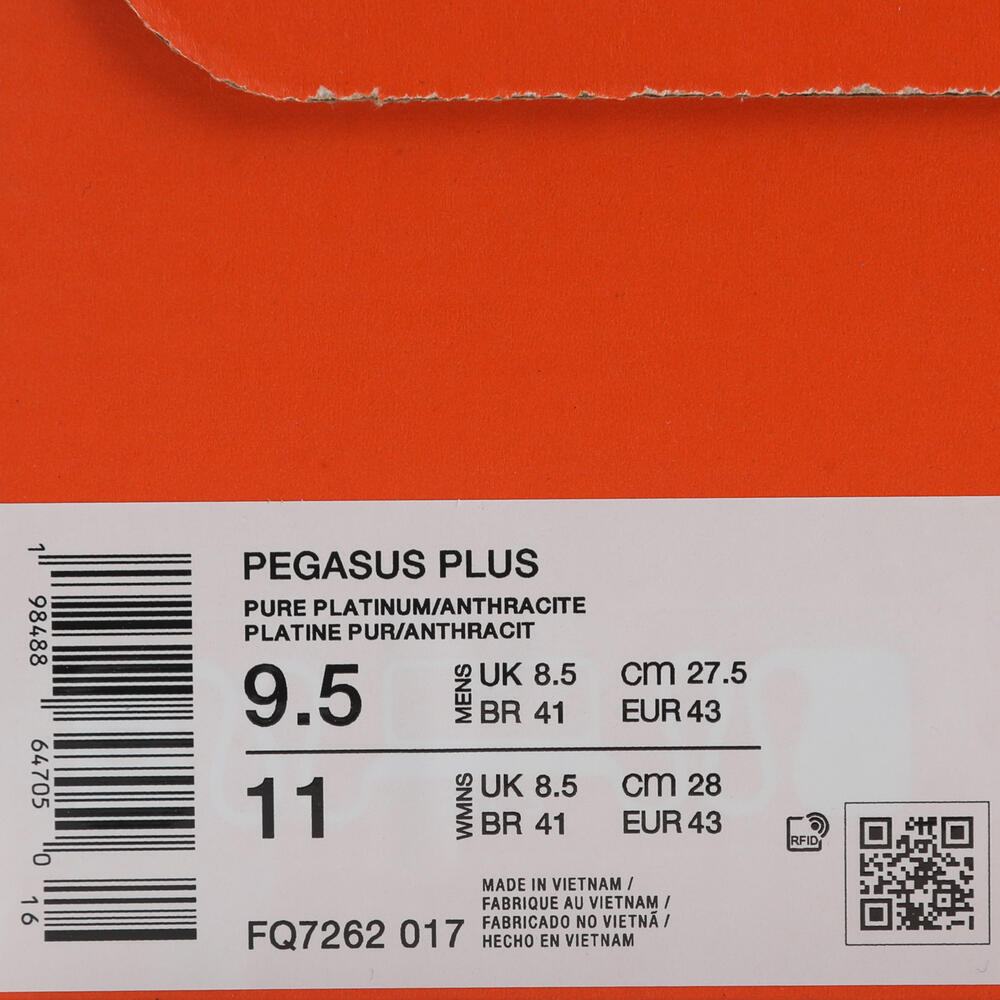 PEGASUS PLUS
PURE PLATINUM/ANTHRACITE
PLATINE PUR/ANTHRACIT
9.5 MENS UK 8.5 CM 27.5
BR 41 EUR 43
11 WMNS UK 8.5 CM 28
BR 41 EUR 43
RFID
MADE IN VIETNAM /
FABRIQUE AU VIETNAM /
FABRICADO NO VIETNÃ /
HECHO EN VIETNAM
FQ7262 017
1 98488 64705 0 16